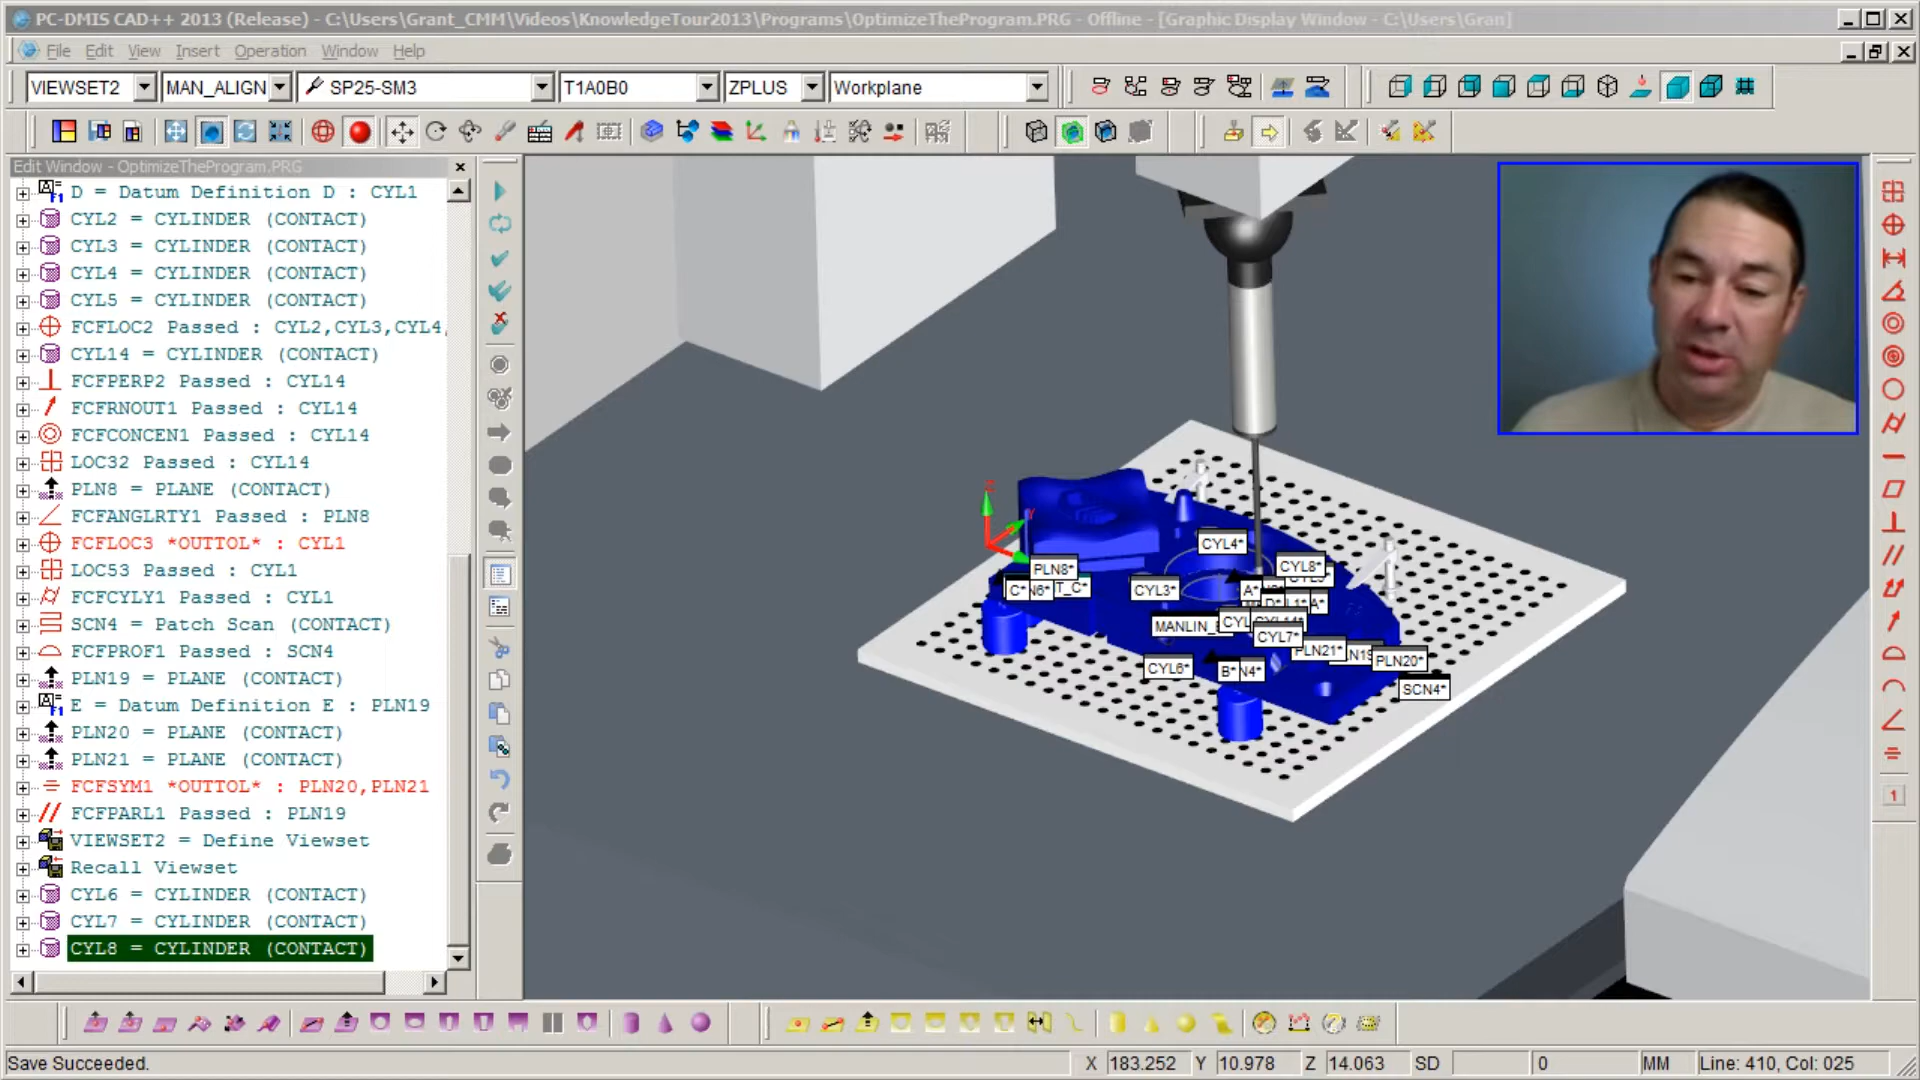 PC-DMIS CAD++ 2013 (Release) - C:\Users\Grant_CMM\Videos\KnowledgeTour2013\Programs\OptimizeTheProgram.PRG - Offline - [Graphic Display Window - C:\Users\Gran]
File Edit View Insert Operation Window Help
VIEWSET2 MAN_ALIGN SP25-SM3 T1A0B0 ZPLUS Workplane
Edit Window - OptimizeTheProgram.PRG
D = Datum Definition D : CYL1
CYL2 = CYLINDER (CONTACT)
CYL3 = CYLINDER (CONTACT)
CYL4 = CYLINDER (CONTACT)
CYL5 = CYLINDER (CONTACT)
FCFLOC2 Passed : CYL2,CYL3,CYL4,
CYL14 = CYLINDER (CONTACT)
FCFPERP2 Passed : CYL14
FCFRNOUT1 Passed : CYL14
FCFCONCEN1 Passed : CYL14
LOC32 Passed : CYL14
PLN8 = PLANE (CONTACT)
FCFANGLRTY1 Passed : PLN8
FCFLOC3 *OUTTOL* : CYL1
LOC53 Passed : CYL1
FCFCYLY1 Passed : CYL1
SCN4 = Patch Scan (CONTACT)
FCFPROF1 Passed : SCN4
PLN19 = PLANE (CONTACT)
E = Datum Definition E : PLN19
PLN20 = PLANE (CONTACT)
PLN21 = PLANE (CONTACT)
FCFSYM1 *OUTTOL* : PLN20,PLN21
FCFPARL1 Passed : PLN19
VIEWSET2 = Define Viewset
Recall Viewset
CYL6 = CYLINDER (CONTACT)
CYL7 = CYLINDER (CONTACT)
CYL8 = CYLINDER (CONTACT)
Z
Y
CYL4*
PLN8* CYL8*
C* N6* T_C* CYL3* A*
MANLIN_ CYL
CYL7*
PLN21* PLN20*
CYL6* B* N4*
SCN4*
1
Save Succeeded. X 183.252 Y 10.978 Z 14.063 SD 0 MM Line: 410, Col: 025